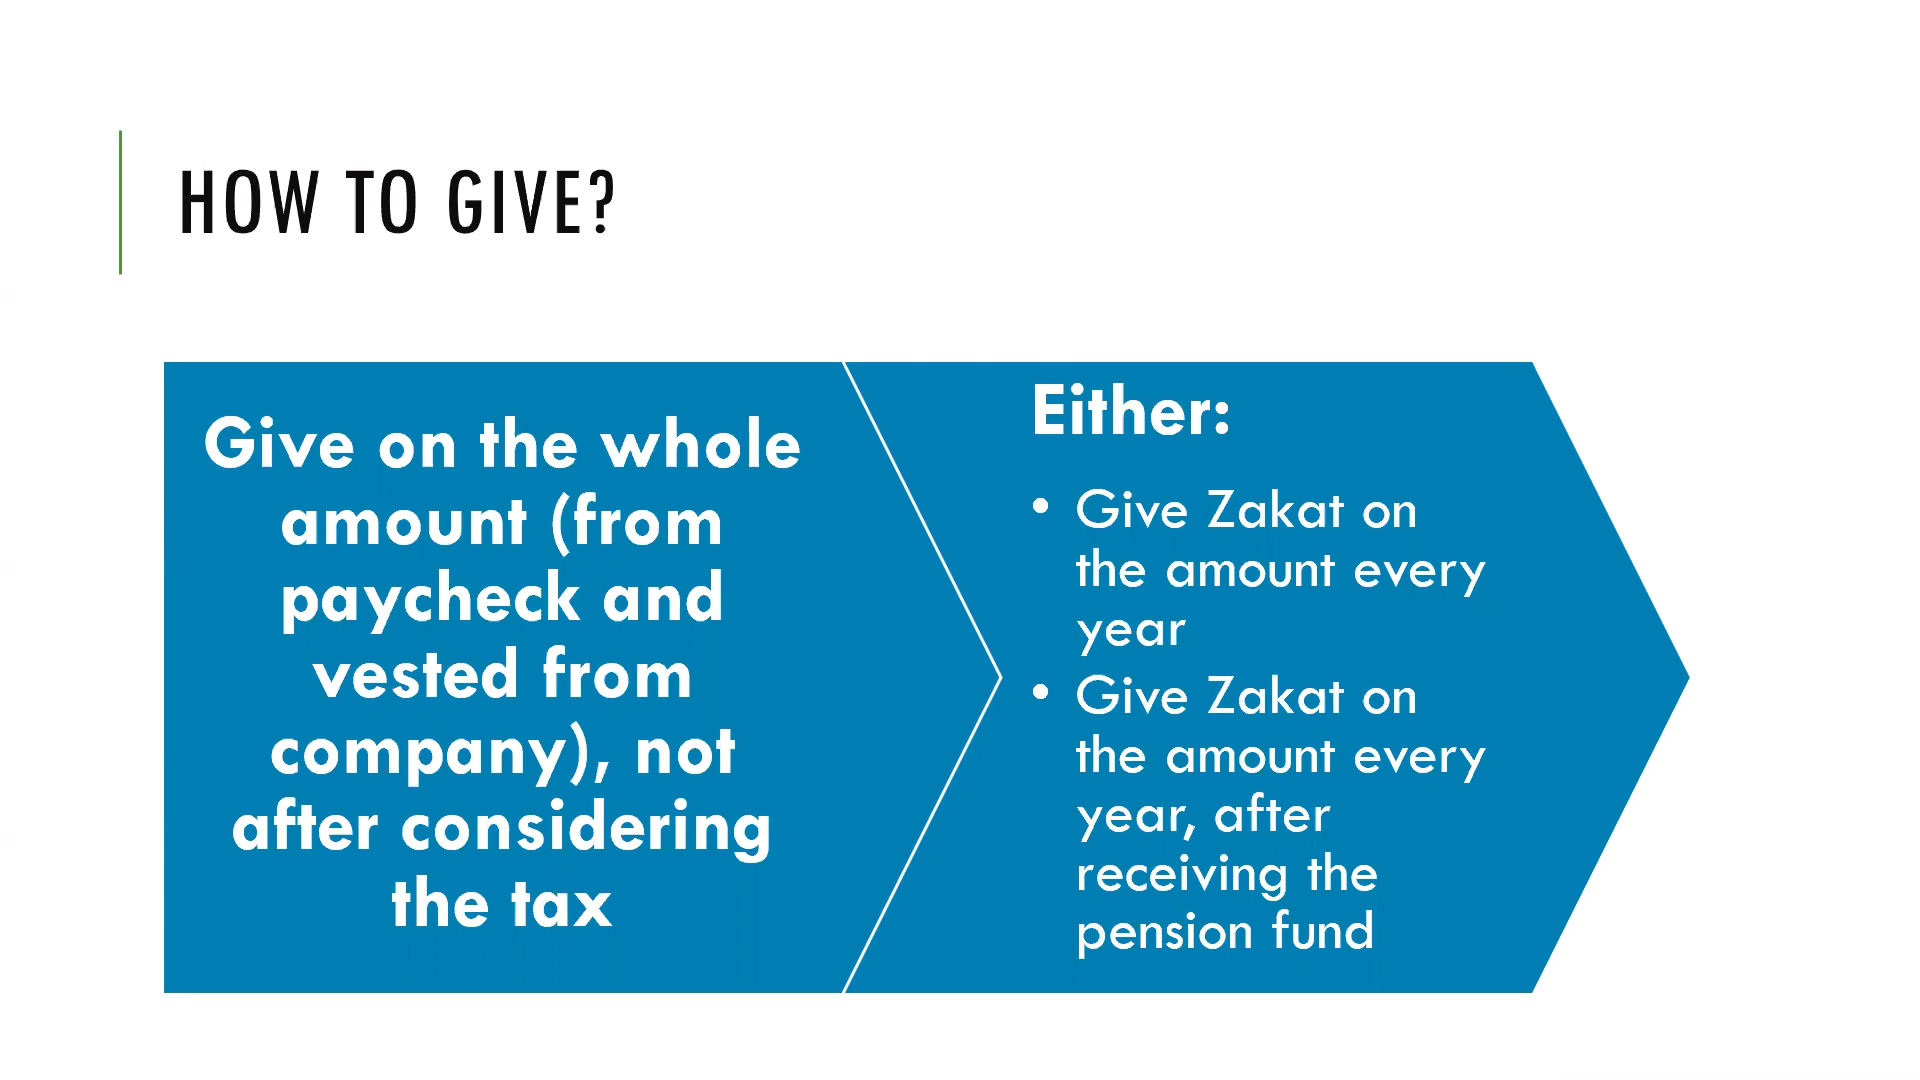 HOW TO GIVE?
Give on the whole
amount (from
paycheck and
vested from
company), not
after considering
the tax
Either:
• Give Zakat on
the amount every
year
• Give Zakat on
the amount every
year, after
receiving the
pension fund